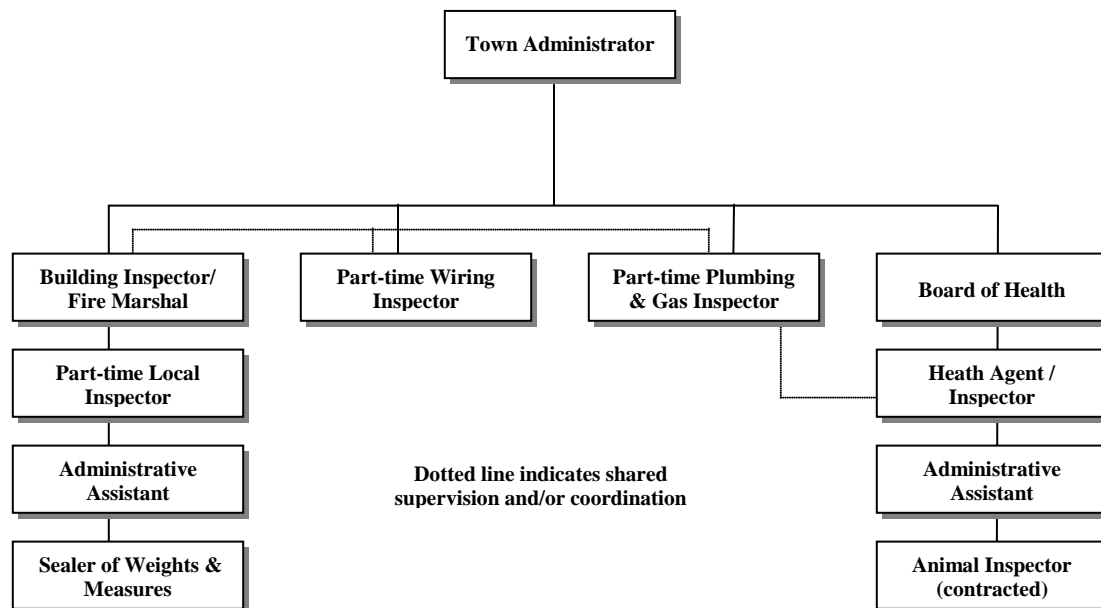 Town Administrator
Building Inspector/
Fire Marshal
Part-time Wiring
Inspector
Part-time Plumbing
& Gas Inspector
Board of Health
Part-time Local
Inspector
Heath Agent /
Inspector
Administrative
Assistant
Dotted line indicates shared
supervision and/or coordination
Administrative
Assistant
Sealer of Weights &
Measures
Animal Inspector
(contracted)